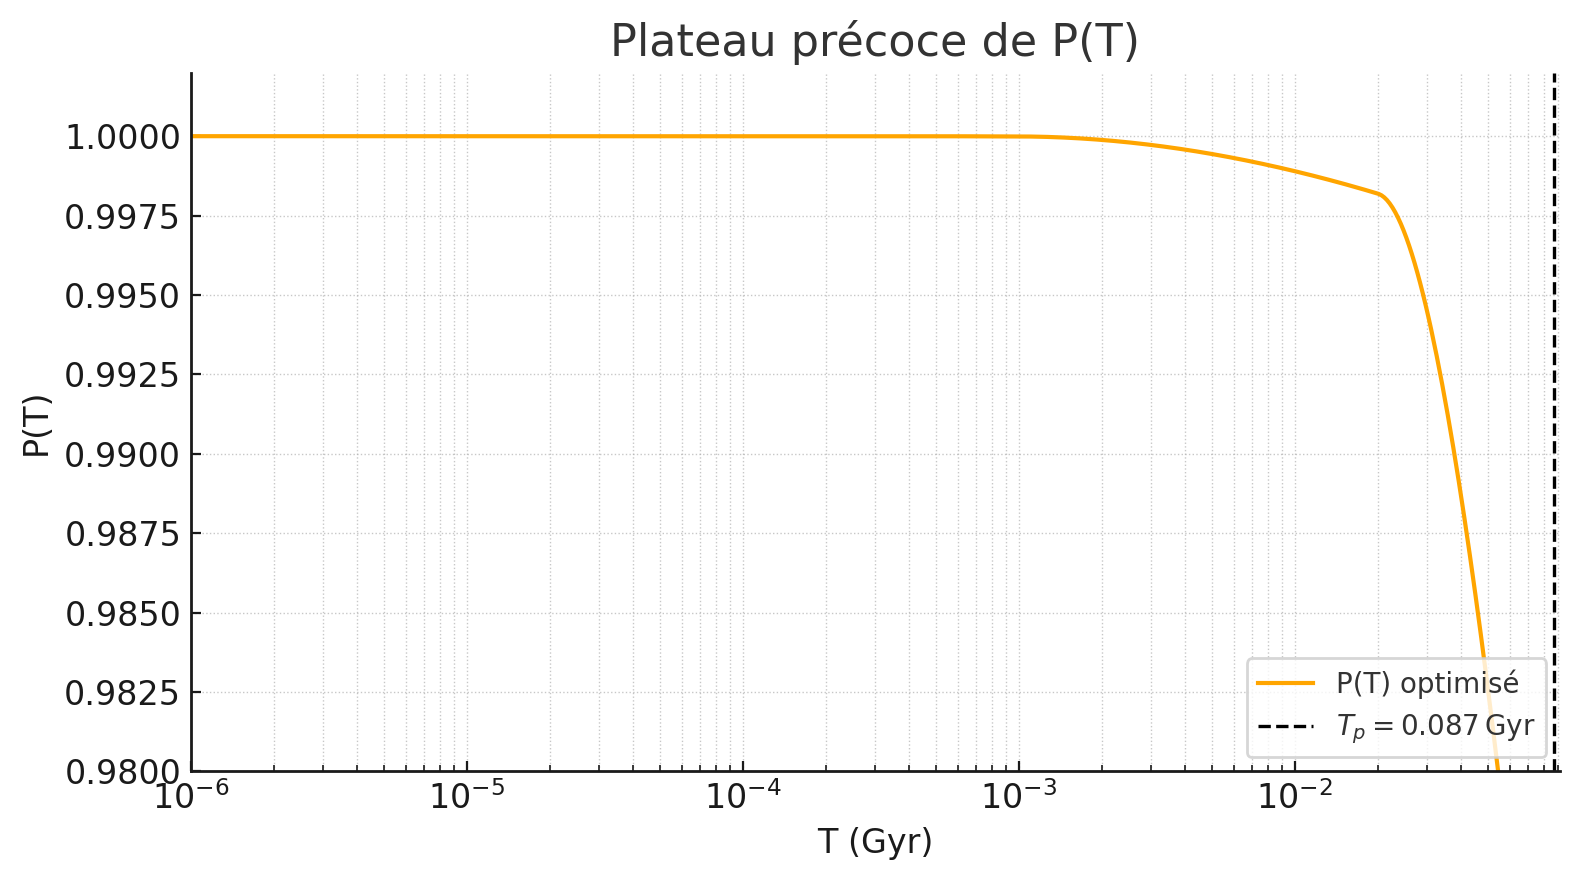 Plateau précoce de P(T)
P(T)
1.0000
0.9975
0.9950
0.9925
0.9900
0.9875
0.9850
0.9825
0.9800
P(T) optimisé
Tₚ = 0.087 Gyr
10⁻⁶ 10⁻⁵ 10⁻⁴ 10⁻³ 10⁻²
T (Gyr)